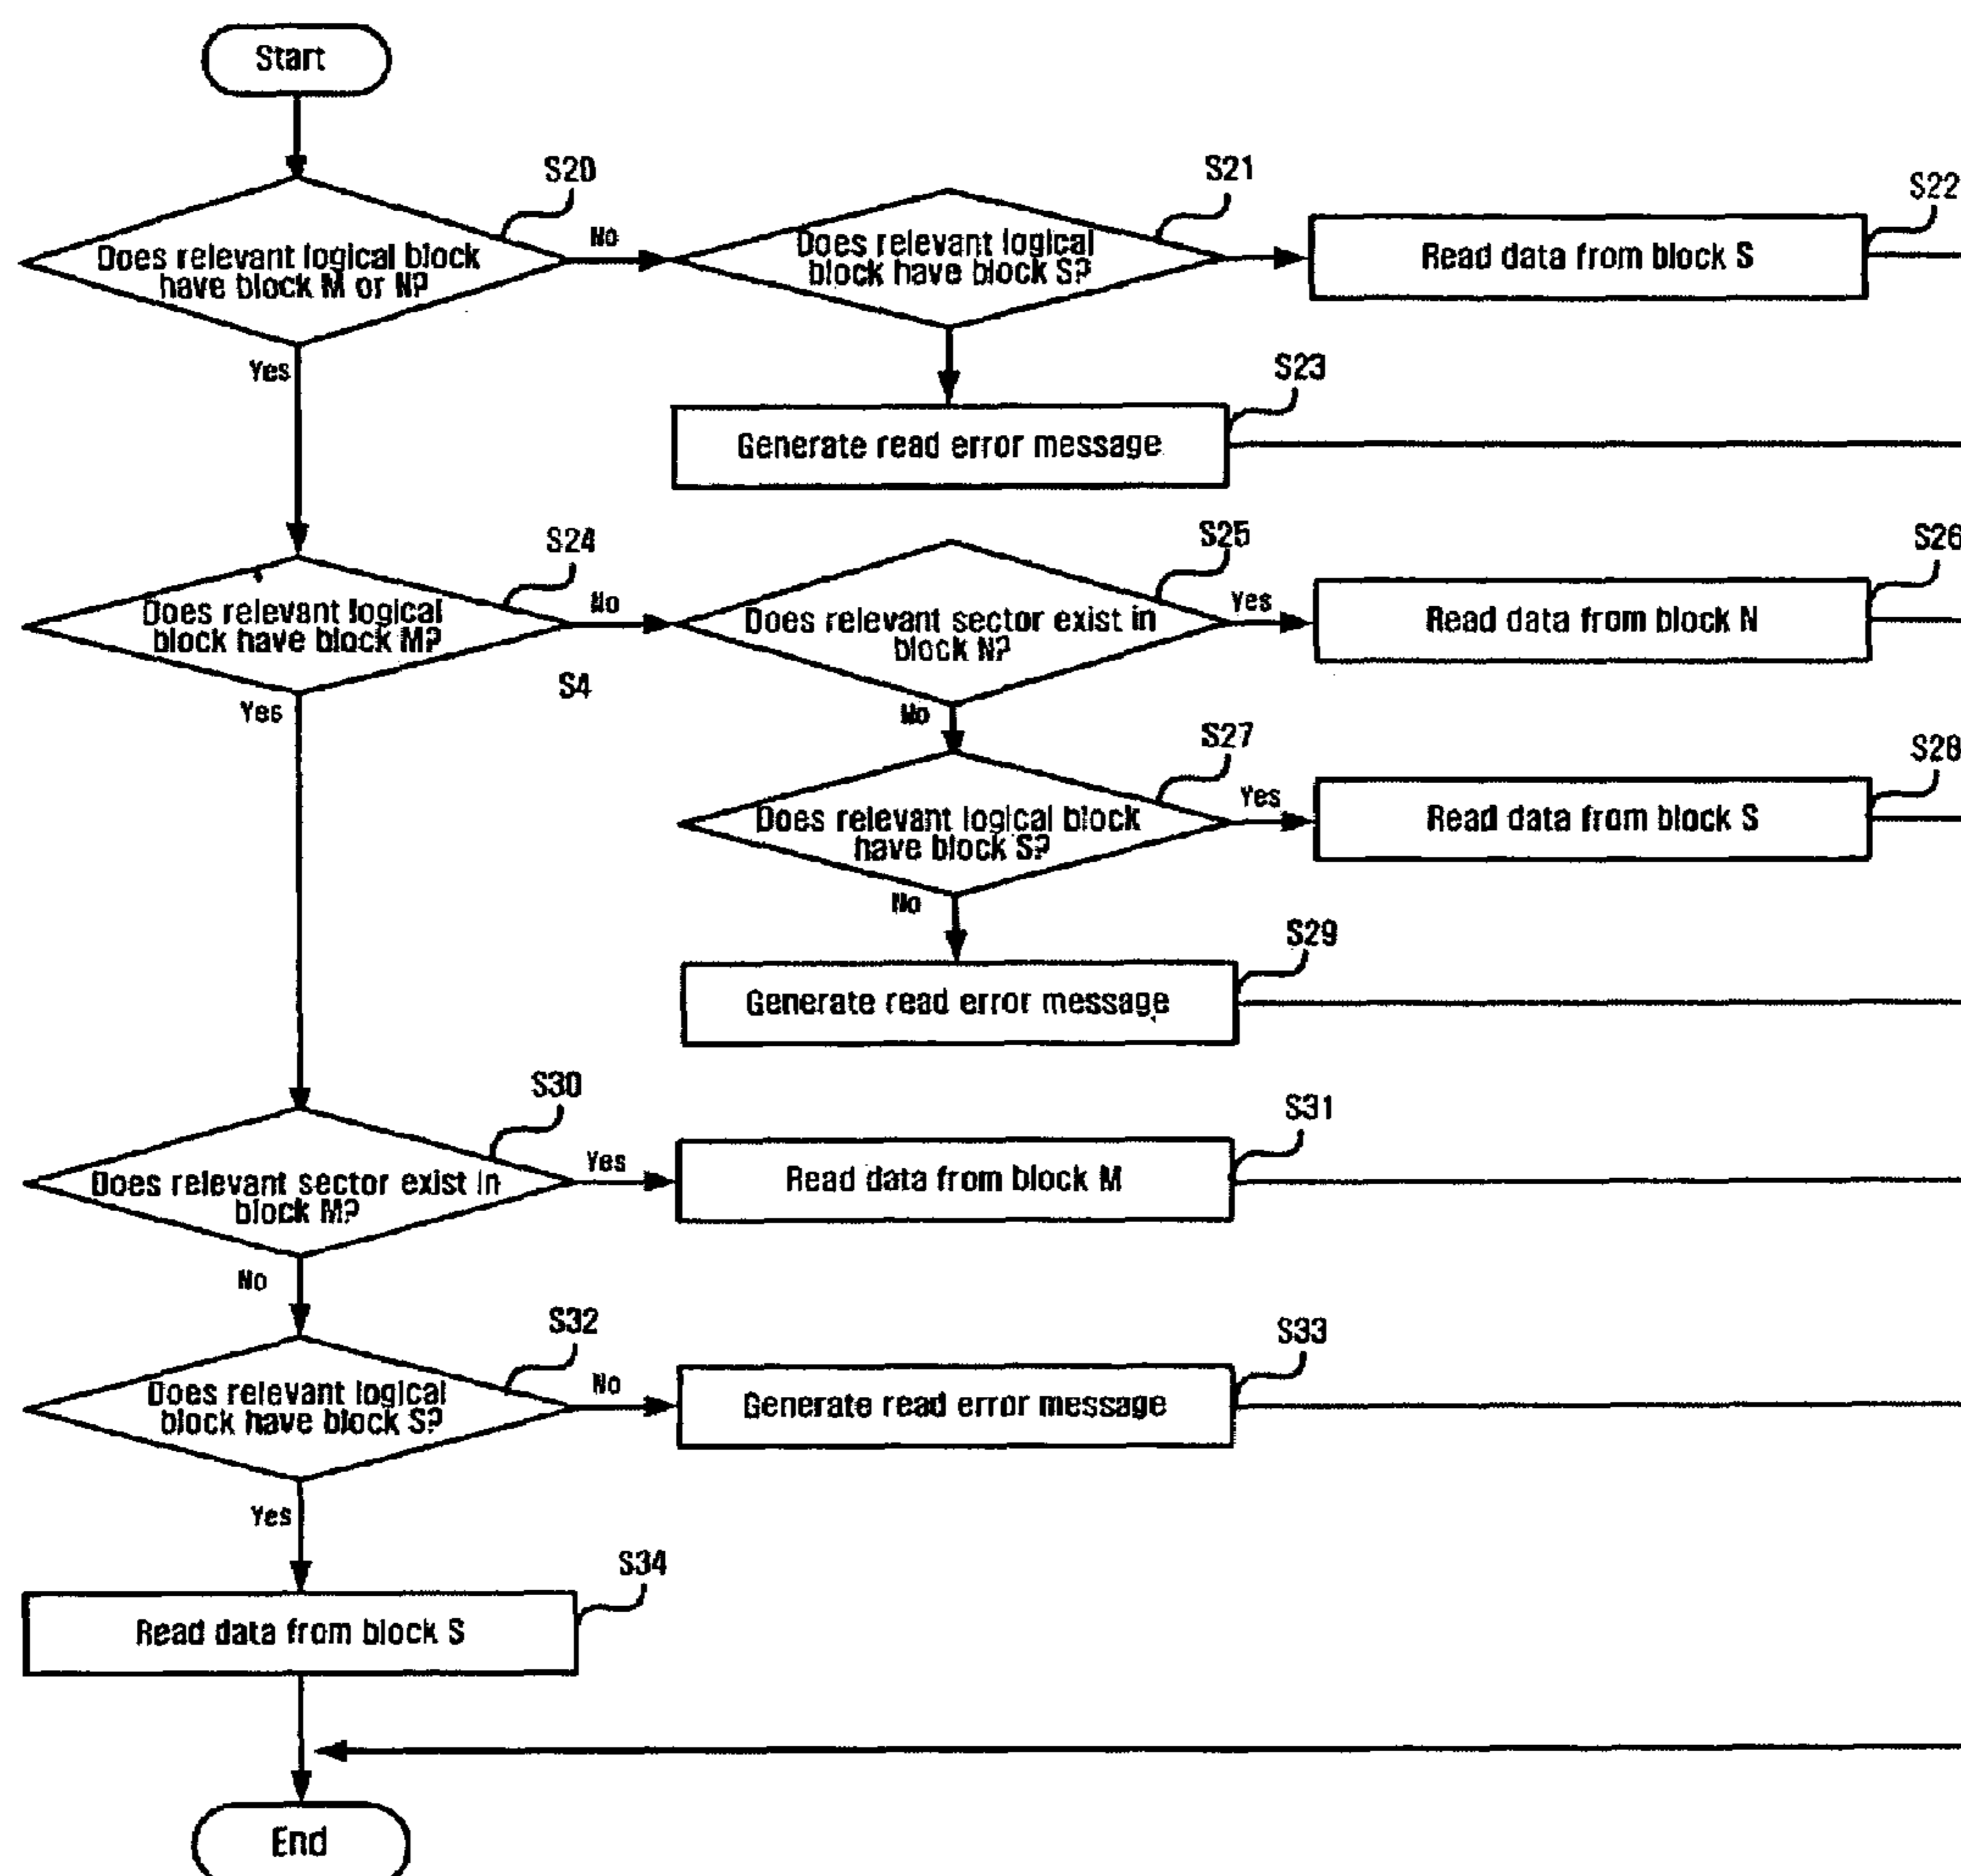 Start
S20
S21
S22
Does relevant logical block
have block M or N?
No
Does relevant logical
block have block S?
Read data from block S
Yes
S23
Generate read error message
S24
S25
S26
Does relevant logical
block have block M?
No
Does relevant sector exist in
block N?
Yes
Read data from block N
S4
Yes
No
S27
S28
Does relevant logical block
have block S?
Yes
Read data from block S
No
S29
Generate read error message
S30
S31
Does relevant sector exist in
block M?
Yes
Read data from block M
No
S32
S33
Does relevant logical
block have block S?
No
Generate read error message
Yes
S34
Read data from block S
End